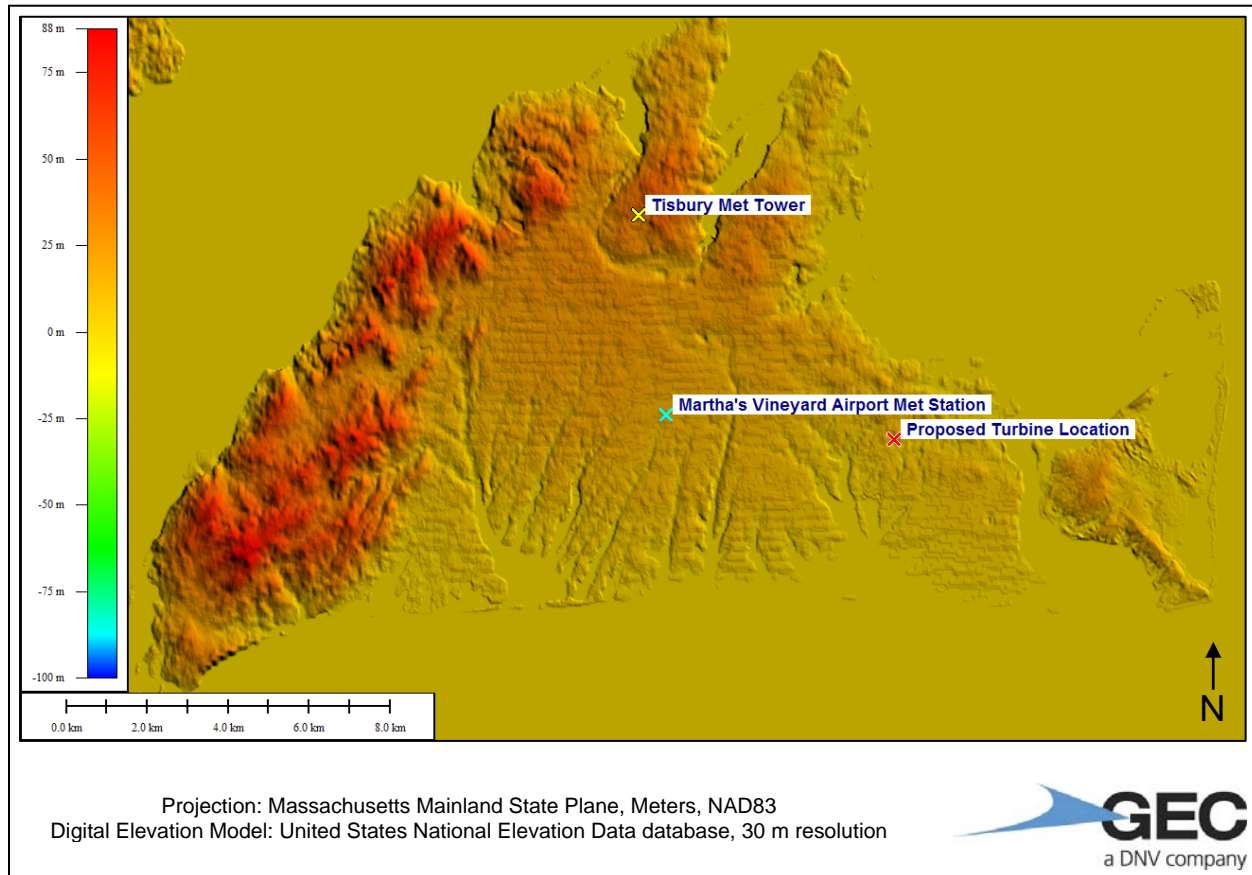 88 m
75 m
50 m
25 m
0 m
-25 m
-50 m
-75 m
-100 m
Tisbury Met Tower
Martha's Vineyard Airport Met Station
Proposed Turbine Location
N
0.0 km 2.0 km 4.0 km 6.0 km 8.0 km
Projection: Massachusetts Mainland State Plane, Meters, NAD83
Digital Elevation Model: United States National Elevation Data database, 30 m resolution
GEC
a DNV company